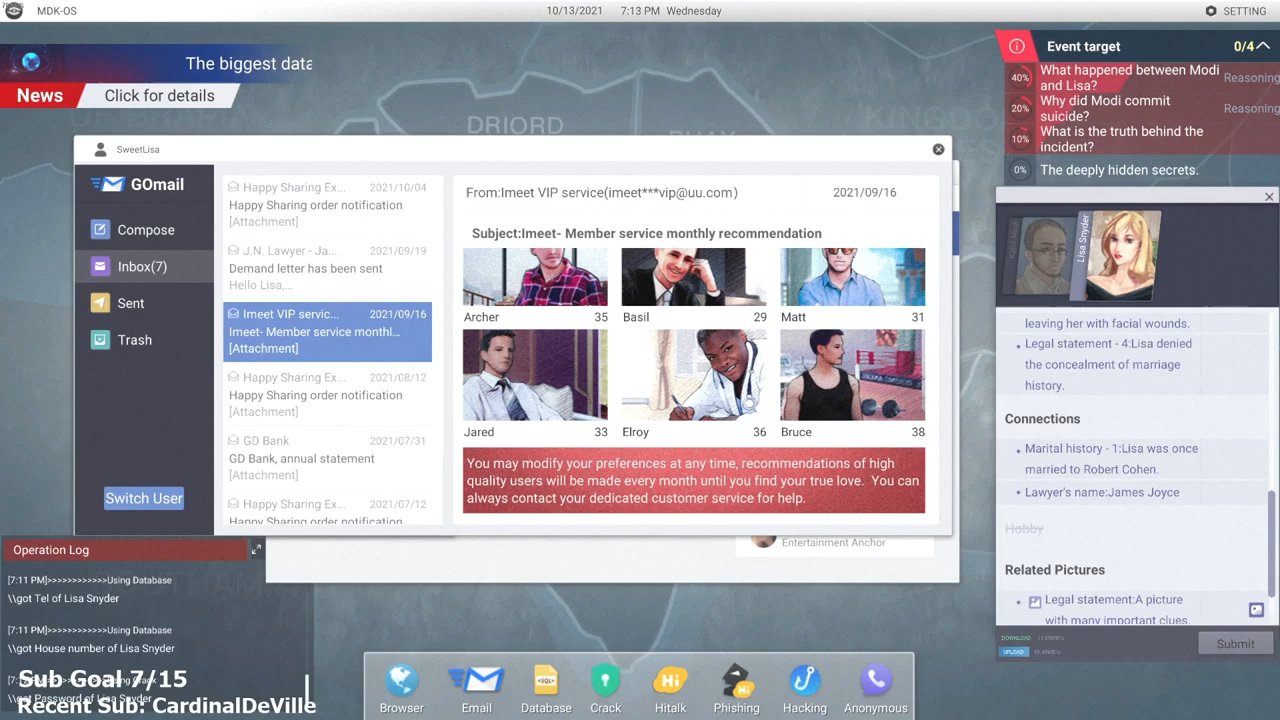 MDK-OS
10/13/2021 7:13 PM Wednesday
SETTING
The biggest data
News
Click for details
DRIORD
Event target
0/4
40%
What happened between Modi and Lisa?
Reasoning
20%
Why did Modi commit suicide?
Reasoning
10%
What is the truth behind the incident?
0%
The deeply hidden secrets.
SweetLisa
GOmail
Compose
Inbox(7)
Sent
Trash
Switch User
Happy Sharing Ex... 2021/10/04
Happy Sharing order notification
[Attachment]
J.N. Lawyer - Ja... 2021/09/19
Demand letter has been sent
Hello Lisa,...
Imeet VIP servic... 2021/09/16
Imeet- Member service monthl...
[Attachment]
Happy Sharing Ex... 2021/08/12
Happy Sharing order notification
[Attachment]
GD Bank 2021/07/31
GD Bank, annual statement
[Attachment]
Happy Sharing Ex... 2021/07/12
Happy Sharing order notification
From:Imeet VIP service(imeet***vip@uu.com)
2021/09/16
Subject:Imeet- Member service monthly recommendation
Archer 35
Basil 29
Matt 31
Jared 33
Elroy 36
Bruce 38
You may modify your preferences at any time, recommendations of high
quality users will be made every month until you find your true love. You can
always contact your dedicated customer service for help.
Entertainment Anchor
Lisa Snyder
leaving her with facial wounds.
Legal statement - 4:Lisa denied
the concealment of marriage
history.
Connections
Marital history - 1:Lisa was once
married to Robert Cohen.
Lawyer's name:James Joyce
Hobby
Related Pictures
Legal statement:A picture
with many important clues.
DOWNLOAD
UPLOAD
Submit
Operation Log
[7:11 PM]>>>>>>>>>>>>Using Database
\\got Tel of Lisa Snyder
[7:11 PM]>>>>>>>>>>>>Using Database
\\got House number of Lisa Snyder
\\got Password of Lisa Snyder
Sub Goal 7/15
Recent Sub: CardinalDeVille
Browser
Email
Database
Crack
Hitalk
Phishing
Hacking
Anonymous